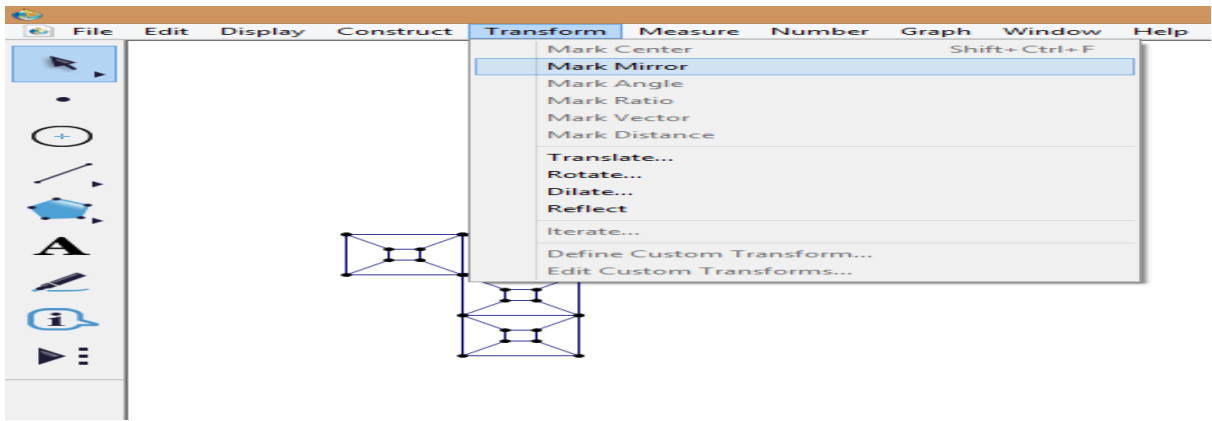 File Edit Display Construct Transform Measure Number Graph Window Help
Mark Center Shift+Ctrl+F
Mark Mirror
Mark Angle
Mark Ratio
Mark Vector
Mark Distance
Translate...
Rotate...
Dilate...
Reflect
Iterate...
Define Custom Transform...
Edit Custom Transforms...
A
i